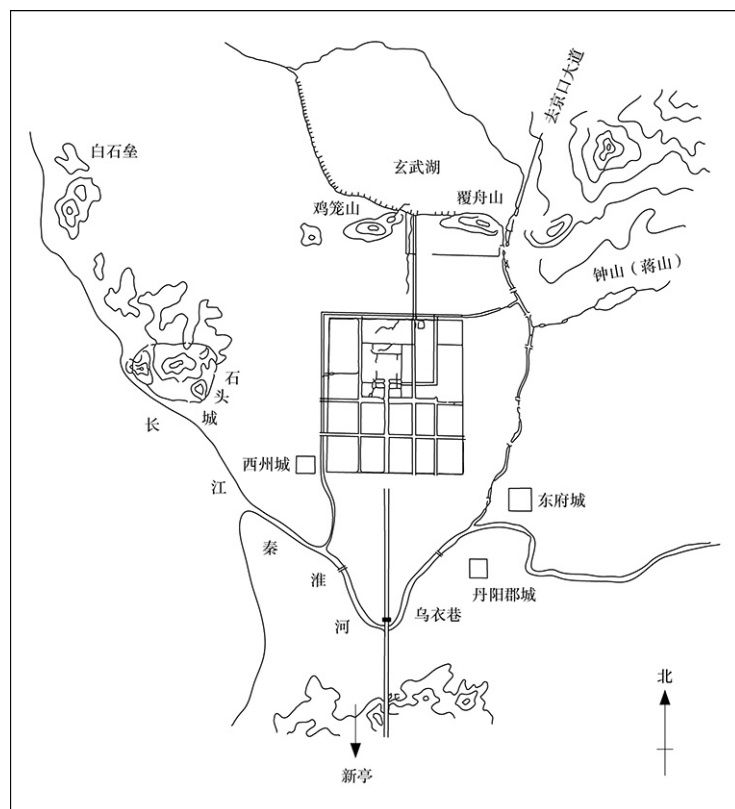 去京口大道
白石垒
玄武湖
鸡笼山
覆舟山
钟山（蒋山）
石头城
长江
西州城
东府城
秦淮河
丹阳郡城
乌衣巷
北
新亭